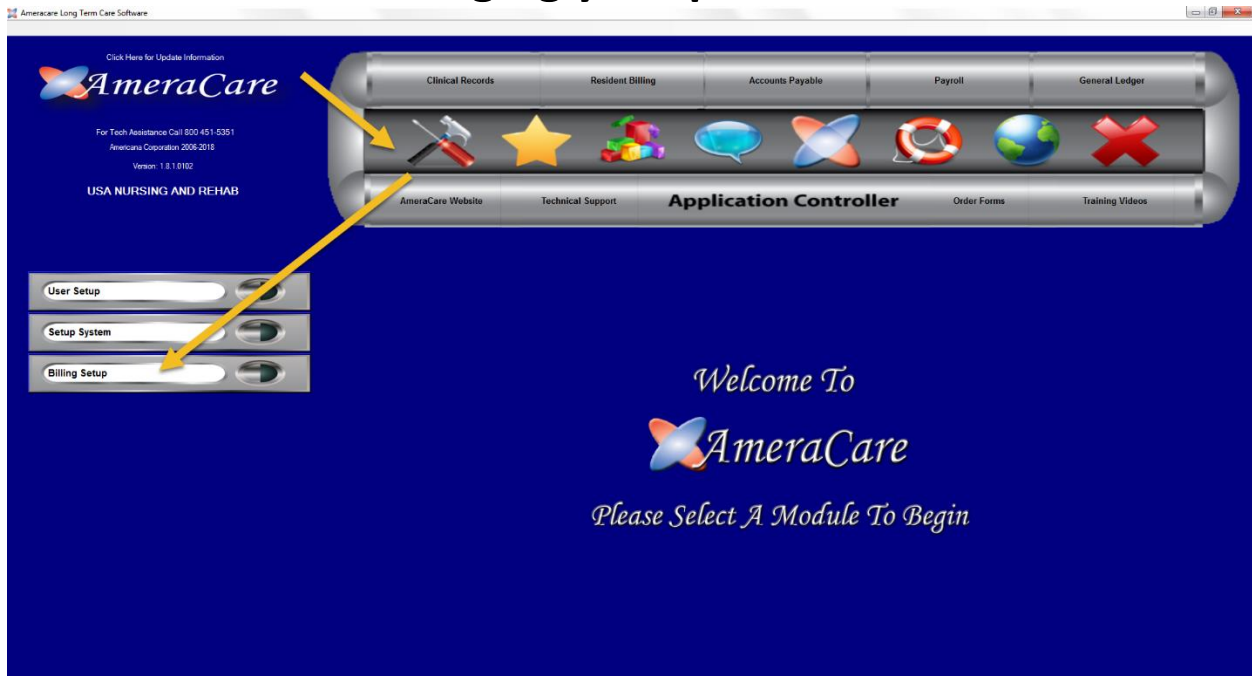 Ameracare Long Term Care Software
Click Here for Update Information
AmeraCare
For Tech Assistance Call 800 451-5351
Americana Corporation 2006-2018
Version: 1.8.1.0102
USA NURSING AND REHAB
Clinical Records
Resident Billing
Accounts Payable
Payroll
General Ledger
AmeraCare Website
Technical Support
Application Controller
Order Forms
Training Videos
User Setup
Setup System
Billing Setup
Welcome To
AmeraCare
Please Select A Module To Begin